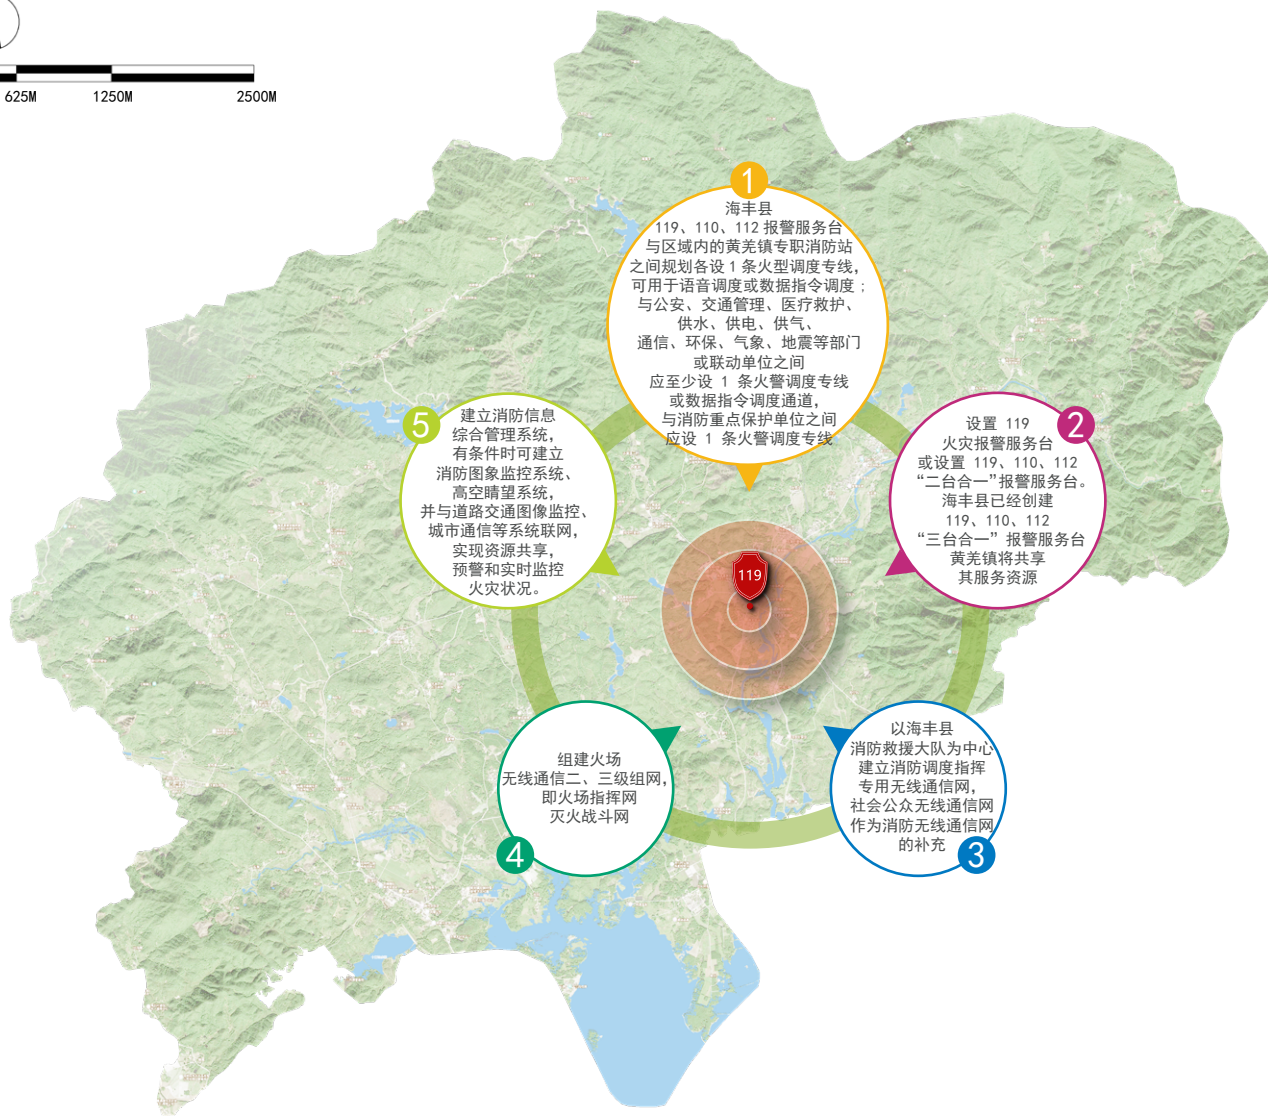 625M 1250M 2500M
1
海丰县
119、110、112 报警服务台
与区域内的黄羌镇专职消防站
之间规划各设 1 条火型调度专线，
可用于语音调度或数据指令调度；
与公安、交通管理、医疗救护、
供水、供电、供气、
通信、环保、气象、地震等部门
或联动单位之间
应至少设 1 条火警调度专线
或数据指令调度通道，
与消防重点保护单位之间
应设 1 条火警调度专线
2
设置 119
火灾报警服务台
或设置 119、110、112
“二台合一”报警服务台。
海丰县已经创建
119、110、112
“三台合一” 报警服务台
黄羌镇将共享
其服务资源
3
以海丰县
消防救援大队为中心
建立消防调度指挥
专用无线通信网，
社会公众无线通信网
作为消防无线通信网
的补充
4
组建火场
无线通信二、三级组网，
即火场指挥网
灭火战斗网
5
建立消防信息
综合管理系统，
有条件时可建立
消防图象监控系统、
高空睛望系统，
并与道路交通图像监控、
城市通信等系统联网，
实现资源共享，
预警和实时监控
火灾状况。
119